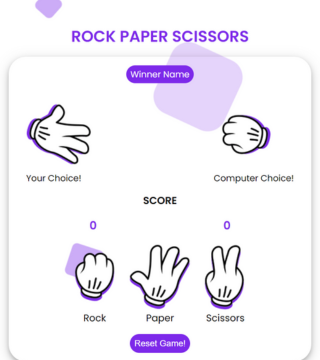 ROCK PAPER SCISSORS
Winner Name
Your Choice! Computer Choice!
SCORE
0 0
Rock Paper Scissors
Reset Game!